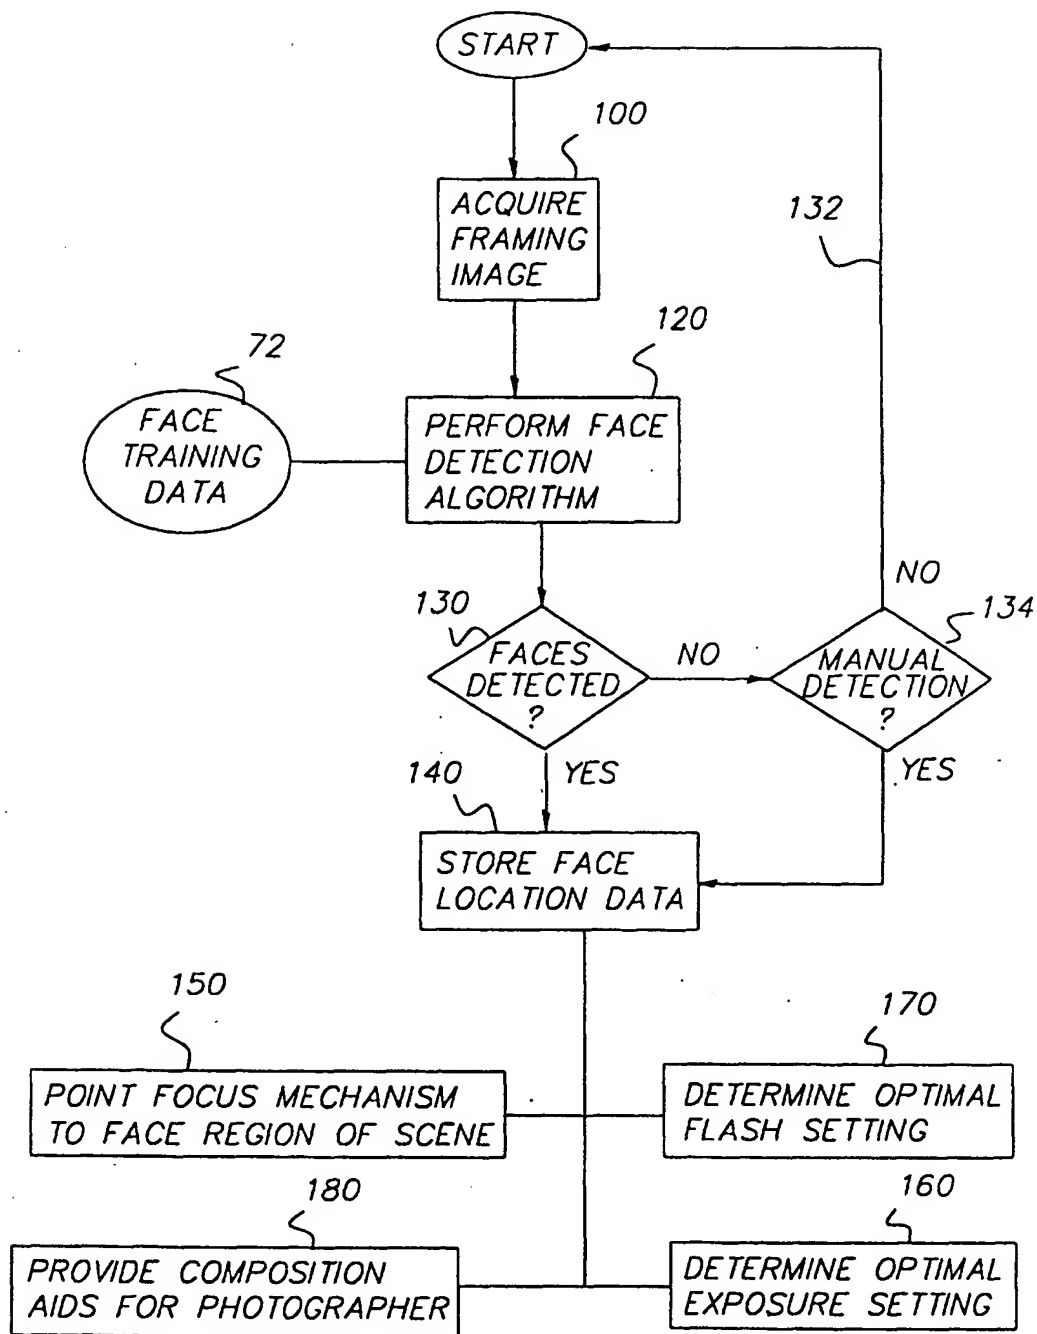 START
100
ACQUIRE
FRAMING
IMAGE
132
120
72
FACE
TRAINING
DATA
PERFORM FACE
DETECTION
ALGORITHM
NO
130
134
FACES
DETECTED
?
NO
MANUAL
DETECTION
?
140
YES
YES
STORE FACE
LOCATION DATA
150
170
POINT FOCUS MECHANISM
TO FACE REGION OF SCENE
DETERMINE OPTIMAL
FLASH SETTING
180
160
PROVIDE COMPOSITION
AIDS FOR PHOTOGRAPHER
DETERMINE OPTIMAL
EXPOSURE SETTING